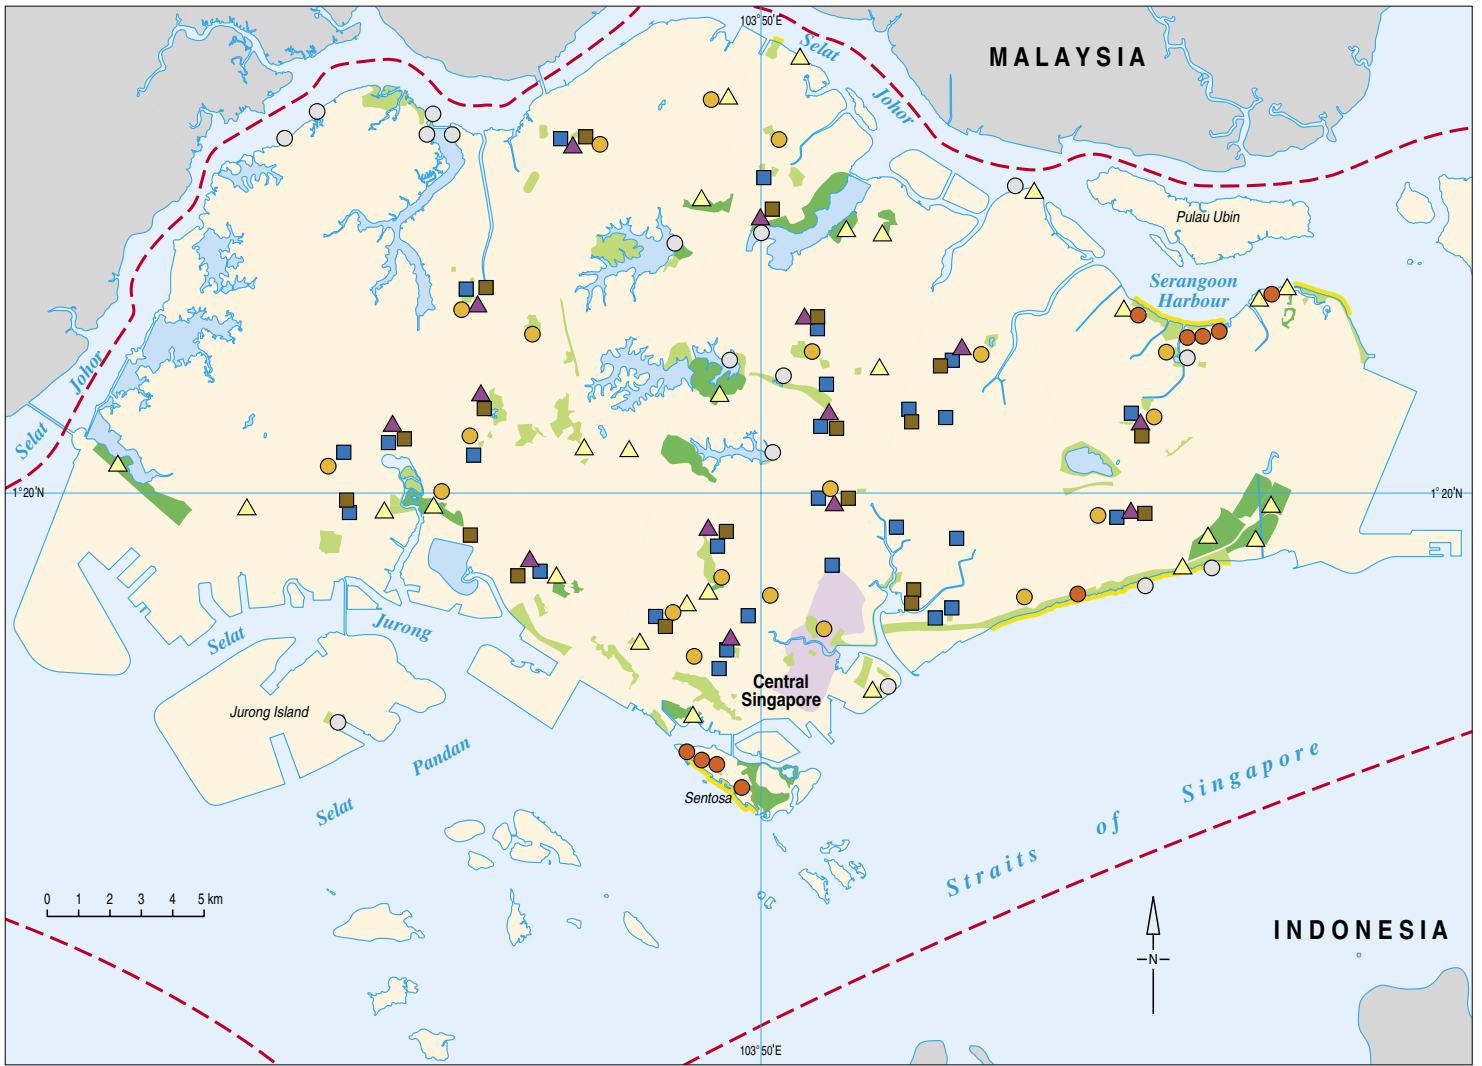 103°50'E
MALAYSIA
Selat
Johor
Pulau Ubin
Serangoon
Harbour
Johor
Selat
1°20'N
1°20'N
Selat
Jurong
Central
Singapore
Jurong Island
Pandan
Selat
Sentosa
Straits of Singapore
0 1 2 3 4 5 km
INDONESIA
N
103°50'E